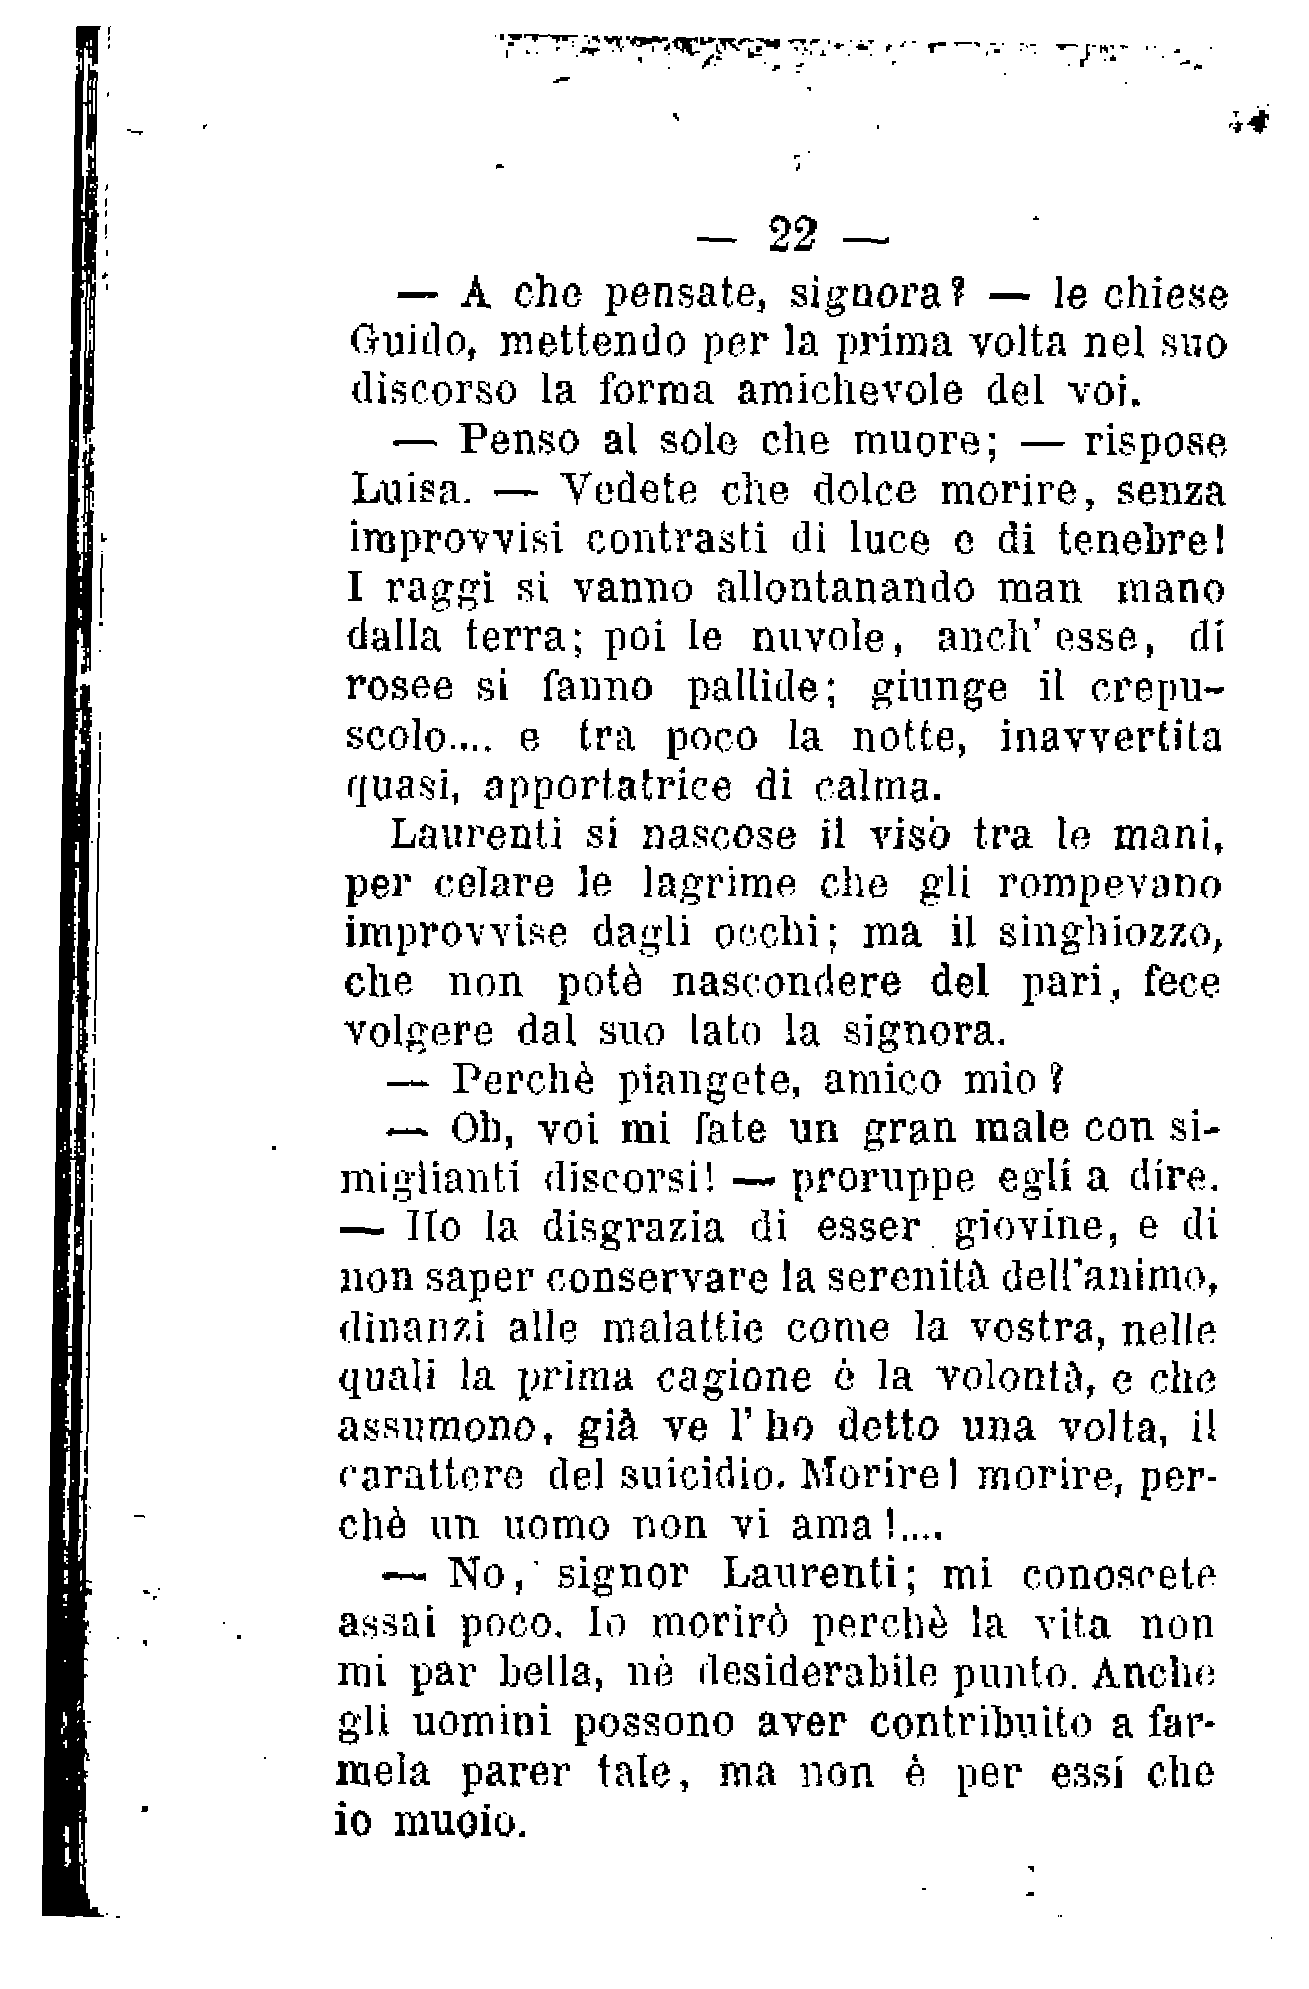 — 22 —
— A che pensate, signora? — le chiese
Guido, mettendo per la prima volta nel suo
discorso la forma amichevole del voi.
— Penso al sole che muore; — rispose
Luisa. — Vedete che dolce morire, senza
improvvisi contrasti di luce e di tenebre!
I raggi si vanno allontanando man mano
dalla terra; poi le nuvole, anch' esse, di
rosee si fanno pallide; giunge il crepu-
scolo.... e tra poco la notte, inavvertita
quasi, apportatrice di calma.
Laurenti si nascose il viso tra le mani,
per celare le lagrime che gli rompevano
improvvise dagli occhi; ma il singhiozzo,
che non potè nascondere del pari, fece
volgere dal suo lato la signora.
— Perchè piangete, amico mio?
— Oh, voi mi fate un gran male con si-
miglianti discorsi! — proruppe egli a dire.
— Ho la disgrazia di esser giovine, e di
non saper conservare la serenità dell'animo,
dinanzi alle malattie come la vostra, nelle
quali la prima cagione è la volontà, e che
assumono, già ve l' ho detto una volta, il
carattere del suicidio. Morire! morire, per-
chè un uomo non vi ama!....
— No, signor Laurenti; mi conoscete
assai poco. Io morirò perchè la vita non
mi par bella, nè desiderabile punto. Anche
gli uomini possono aver contribuito a far-
mela parer tale, ma non è per essi che
io muoio.